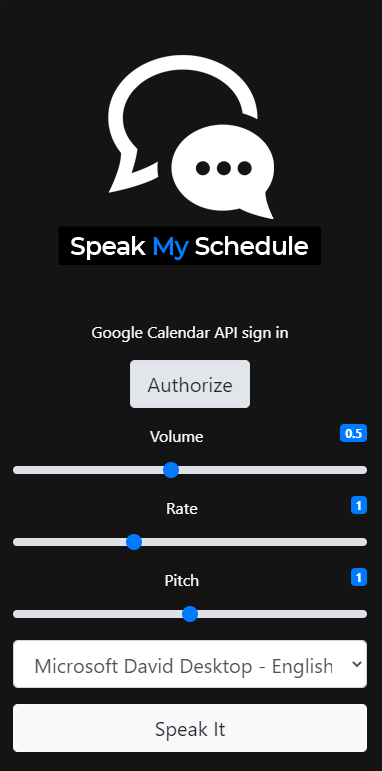 Speak My Schedule
Google Calendar API sign in
Authorize
Volume
0.5
Rate
1
Pitch
1
Microsoft David Desktop - English
Speak It